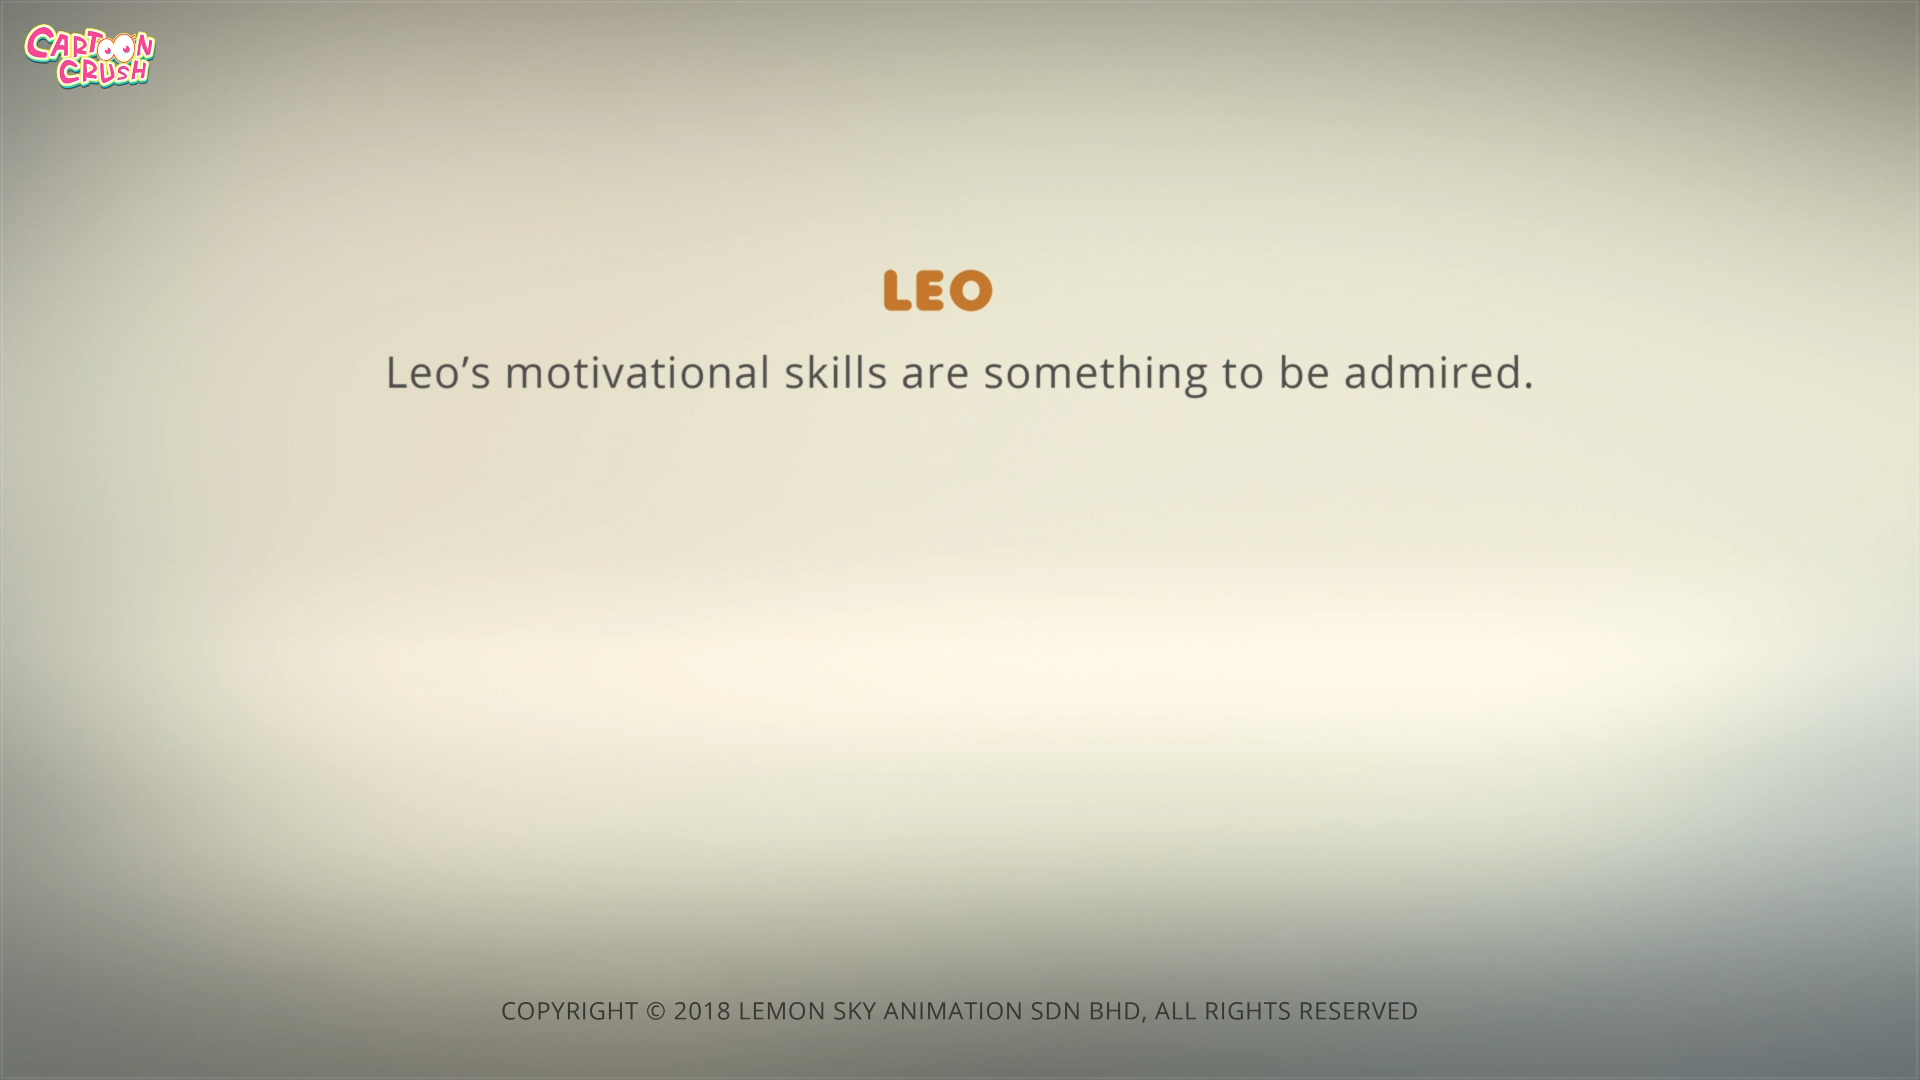 CARTOON
CRUSH
LEO
Leo’s motivational skills are something to be admired.
COPYRIGHT © 2018 LEMON SKY ANIMATION SDN BHD, ALL RIGHTS RESERVED